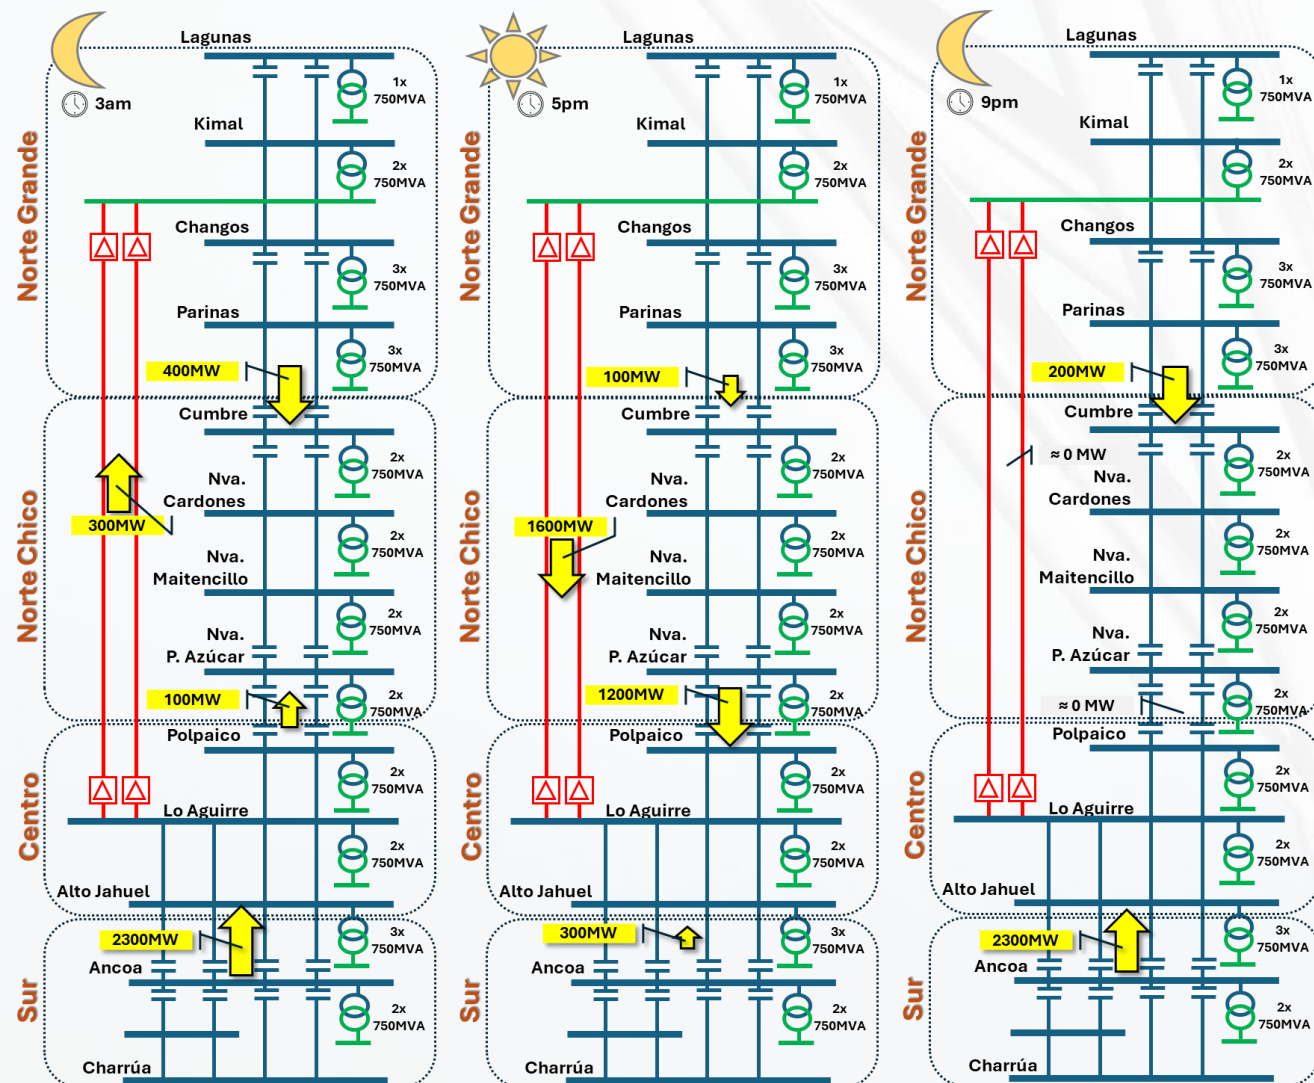 Lagunas
3am
1x
750MVA
Kimal
2x
750MVA
Norte Grande
Changos
3x
750MVA
Parinas
3x
750MVA
400MW
Cumbre
2x
750MVA
Nva.
Cardones
300MW
2x
750MVA
Norte Chico
Nva.
Maitencillo
2x
750MVA
Nva.
P. Azúcar
100MW
2x
750MVA
Polpaico
2x
750MVA
Centro
Lo Aguirre
2x
750MVA
Alto Jahuel
2300MW
3x
750MVA
Ancoa
Sur
2x
750MVA
Charrúa
Lagunas
5pm
1x
750MVA
Kimal
2x
750MVA
Norte Grande
Changos
3x
750MVA
Parinas
3x
750MVA
100MW
Cumbre
2x
750MVA
Nva.
Cardones
1600MW
2x
750MVA
Norte Chico
Nva.
Maitencillo
2x
750MVA
Nva.
P. Azúcar
1200MW
2x
750MVA
Polpaico
2x
750MVA
Centro
Lo Aguirre
2x
750MVA
Alto Jahuel
300MW
3x
750MVA
Ancoa
Sur
2x
750MVA
Charrúa
Lagunas
9pm
1x
750MVA
Kimal
2x
750MVA
Norte Grande
Changos
3x
750MVA
Parinas
3x
750MVA
200MW
Cumbre
≈ 0 MW
2x
750MVA
Nva.
Cardones
2x
750MVA
Norte Chico
Nva.
Maitencillo
2x
750MVA
Nva.
P. Azúcar
≈ 0 MW
2x
750MVA
Polpaico
2x
750MVA
Centro
Lo Aguirre
2x
750MVA
Alto Jahuel
2300MW
3x
750MVA
Ancoa
Sur
2x
750MVA
Charrúa